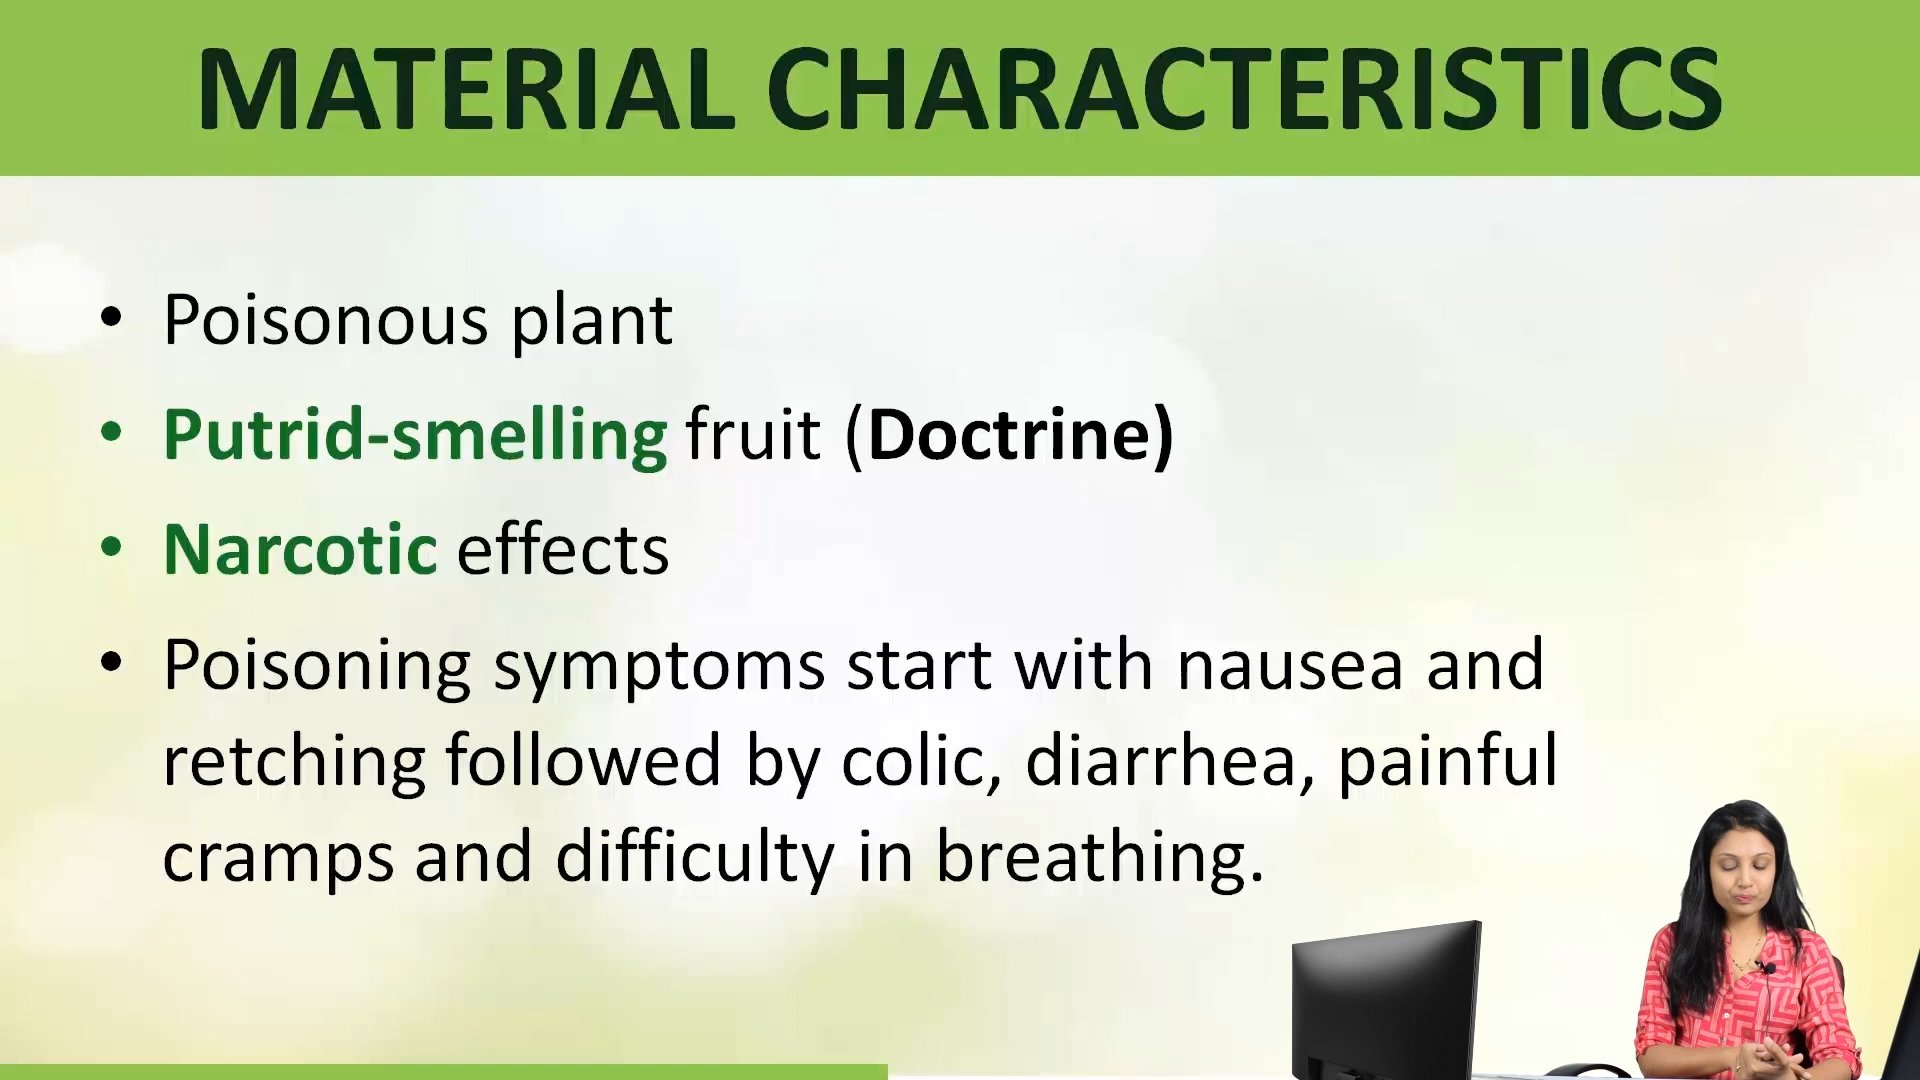 MATERIAL CHARACTERISTICS
• Poisonous plant
• Putrid-smelling fruit (Doctrine)
• Narcotic effects
• Poisoning symptoms start with nausea and
retching followed by colic, diarrhea, painful
cramps and difficulty in breathing.